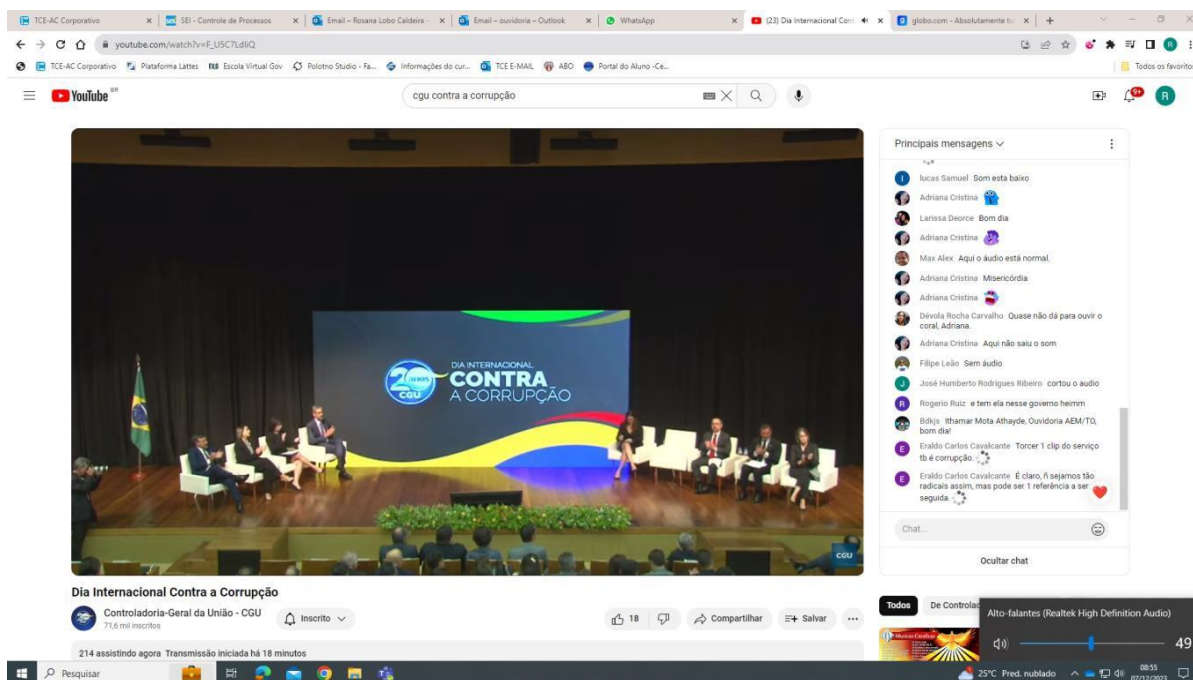 TCE-AC Corporativo
SEI - Controle de Processos
Email – Rosana Lobo Caldeira -
Email – ouvidoria – Outlook
WhatsApp
(23) Dia Internacional Cont
globo.com - Absolutamente tu
youtube.com/watch?v=F_U5C7LdIiQ
TCE-AC Corporativo
Plataforma Lattes
Escola Virtual Gov
Polotno Studio - Fa...
Informações do cur...
TCE E-MAIL
ABO
Portal do Aluno -Ce...
Todos os favoritos
YouTube BR
cgu contra a corrupção
9+
R
Principais mensagens
lucas Samuel Som esta baixo
Adriana Cristina
Larissa Deorce Bom dia
Adriana Cristina
Max Alex Aqui o áudio está normal.
Adriana Cristina Misericórdia
Adriana Cristina
Dévola Rocha Carvalho Quase não dá para ouvir o
coral, Adriana.
Adriana Cristina Aqui não saiu o som
Filipe Leão Sem áudio
José Humberto Rodrigues Ribeiro cortou o audio
Rogerio Ruiz e tem ela nesse governo heimm
Bdkjs Ithamar Mota Athayde, Ouvidoria AEM/TO,
bom dia!
Eraldo Carlos Cavalcante Torcer 1 clip do serviço
tb é corrupção.
Eraldo Carlos Cavalcante É claro, ñ sejamos tão
radicais assim, mas pode ser 1 referência a ser
seguida.
Chat...
Ocultar chat
20 anos
CGU
DIA INTERNACIONAL
CONTRA
A CORRUPÇÃO
CGU
Dia Internacional Contra a Corrupção
Controladoria-Geral da União - CGU
71,6 mil inscritos
Inscrito
18
Compartilhar
Salvar
214 assistindo agora Transmissão iniciada há 18 minutos
Todos
De Controlad
Alto-falantes (Realtek High Definition Audio)
49
Pesquisar
25°C Pred. nublado
08:55
07/12/2023